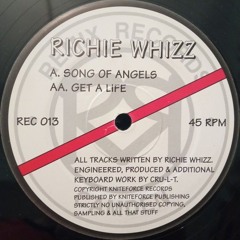 REMIX RECORDS
RICHIE WHIZZ
A. SONG OF ANGELS
AA. GET A LIFE
REC 013
45 RPM
ALL TRACKS WRITTEN BY RICHIE WHIZZ.
ENGINEERED, PRODUCED & ADDITIONAL
KEYBOARD WORK BY CRU-L-T.
COPYRIGHT KNITEFORCE RECORDS
PUBLISHED BY KNITEFORCE PUBLISHING
STRICTLY NO UNAUTHORISED COPYING,
SAMPLING & ALL THAT STUFF